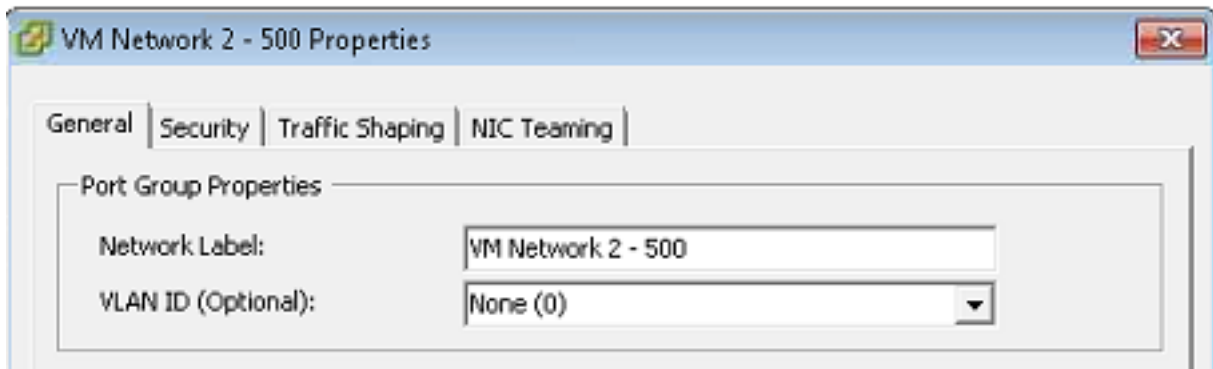 VM Network 2 - 500 Properties
General Security Traffic Shaping NIC Teaming
Port Group Properties
Network Label: VM Network 2 - 500
VLAN ID (Optional): None (0)